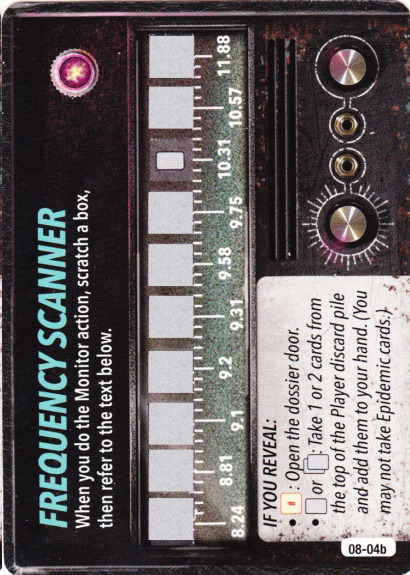 FREQUENCY SCANNER
When you do the Monitor action, scratch a box,
then refer to the text below.
8.24 8.81 9.1 9.2 9.31 9.58 9.75 10.31 10.57 11.88
IF YOU REVEAL:
• : Open the dossier door.
• or : Take 1 or 2 cards from
the top of the Player discard pile
and add them to your hand. (You
may not take Epidemic cards.)
08-04b